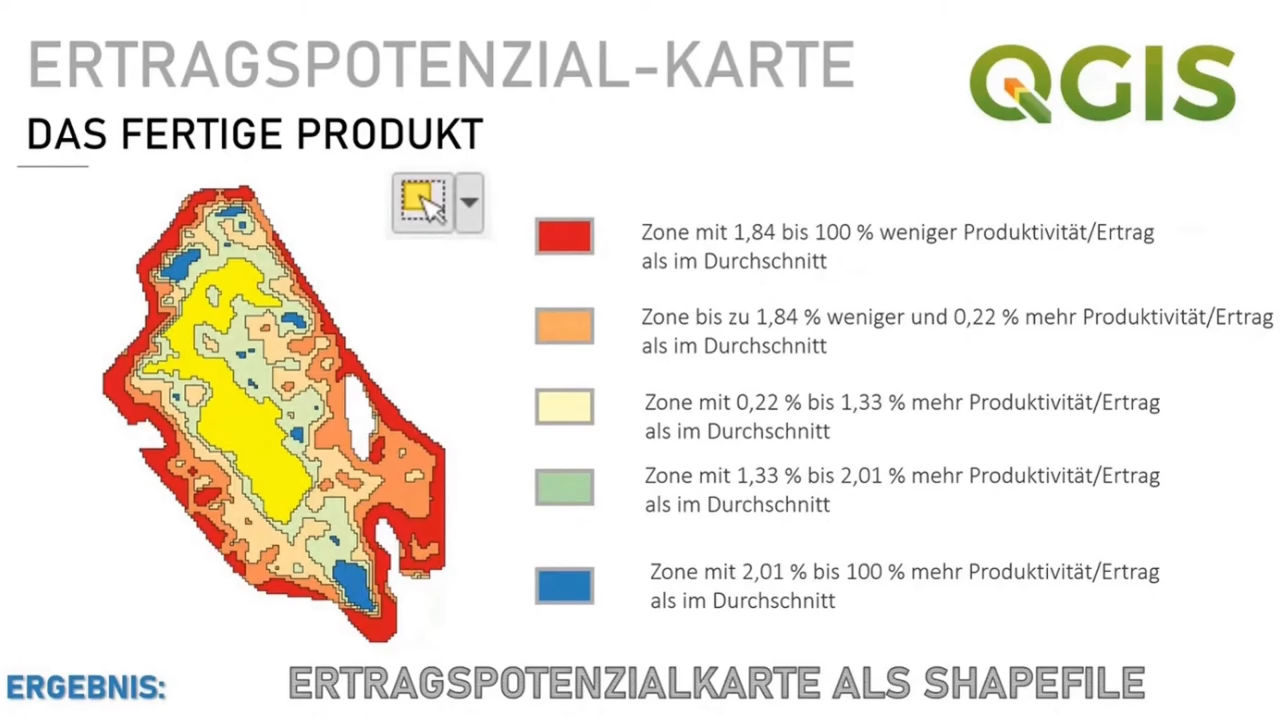 ERTRAGSPOTENZIAL-KARTE
QGIS
DAS FERTIGE PRODUKT
Zone mit 1,84 bis 100 % weniger Produktivität/Ertrag
als im Durchschnitt
Zone bis zu 1,84 % weniger und 0,22 % mehr Produktivität/Ertrag
als im Durchschnitt
Zone mit 0,22 % bis 1,33 % mehr Produktivität/Ertrag
als im Durchschnitt
Zone mit 1,33 % bis 2,01 % mehr Produktivität/Ertrag
als im Durchschnitt
Zone mit 2,01 % bis 100 % mehr Produktivität/Ertrag
als im Durchschnitt
ERGEBNIS:
ERTRAGSPOTENZIALKARTE ALS SHAPEFILE